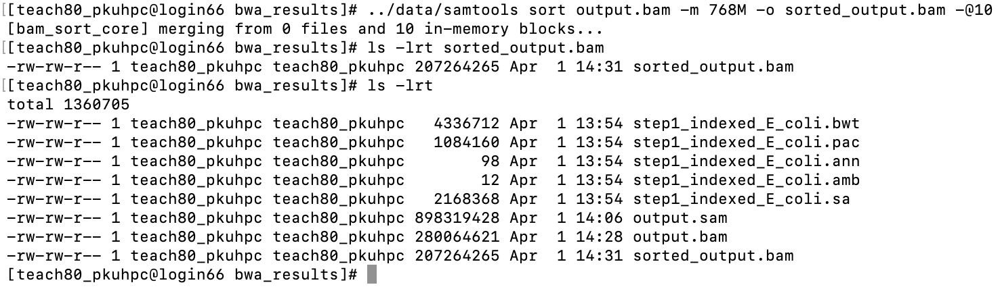 [[teach80_pkuhpc@login66 bwa_results]# ../data/samtools sort output.bam -m 768M -o sorted_output.bam -@10
[bam_sort_core] merging from 0 files and 10 in-memory blocks...
[[teach80_pkuhpc@login66 bwa_results]# ls -lrt sorted_output.bam
-rw-rw-r-- 1 teach80_pkuhpc teach80_pkuhpc 207264265 Apr  1 14:31 sorted_output.bam
[[teach80_pkuhpc@login66 bwa_results]# ls -lrt
total 1360705
-rw-rw-r-- 1 teach80_pkuhpc teach80_pkuhpc   4336712 Apr  1 13:54 step1_indexed_E_coli.bwt
-rw-rw-r-- 1 teach80_pkuhpc teach80_pkuhpc   1084160 Apr  1 13:54 step1_indexed_E_coli.pac
-rw-rw-r-- 1 teach80_pkuhpc teach80_pkuhpc        98 Apr  1 13:54 step1_indexed_E_coli.ann
-rw-rw-r-- 1 teach80_pkuhpc teach80_pkuhpc        12 Apr  1 13:54 step1_indexed_E_coli.amb
-rw-rw-r-- 1 teach80_pkuhpc teach80_pkuhpc   2168368 Apr  1 13:54 step1_indexed_E_coli.sa
-rw-rw-r-- 1 teach80_pkuhpc teach80_pkuhpc 898319428 Apr  1 14:06 output.sam
-rw-rw-r-- 1 teach80_pkuhpc teach80_pkuhpc 280064621 Apr  1 14:28 output.bam
-rw-rw-r-- 1 teach80_pkuhpc teach80_pkuhpc 207264265 Apr  1 14:31 sorted_output.bam
[teach80_pkuhpc@login66 bwa_results]#